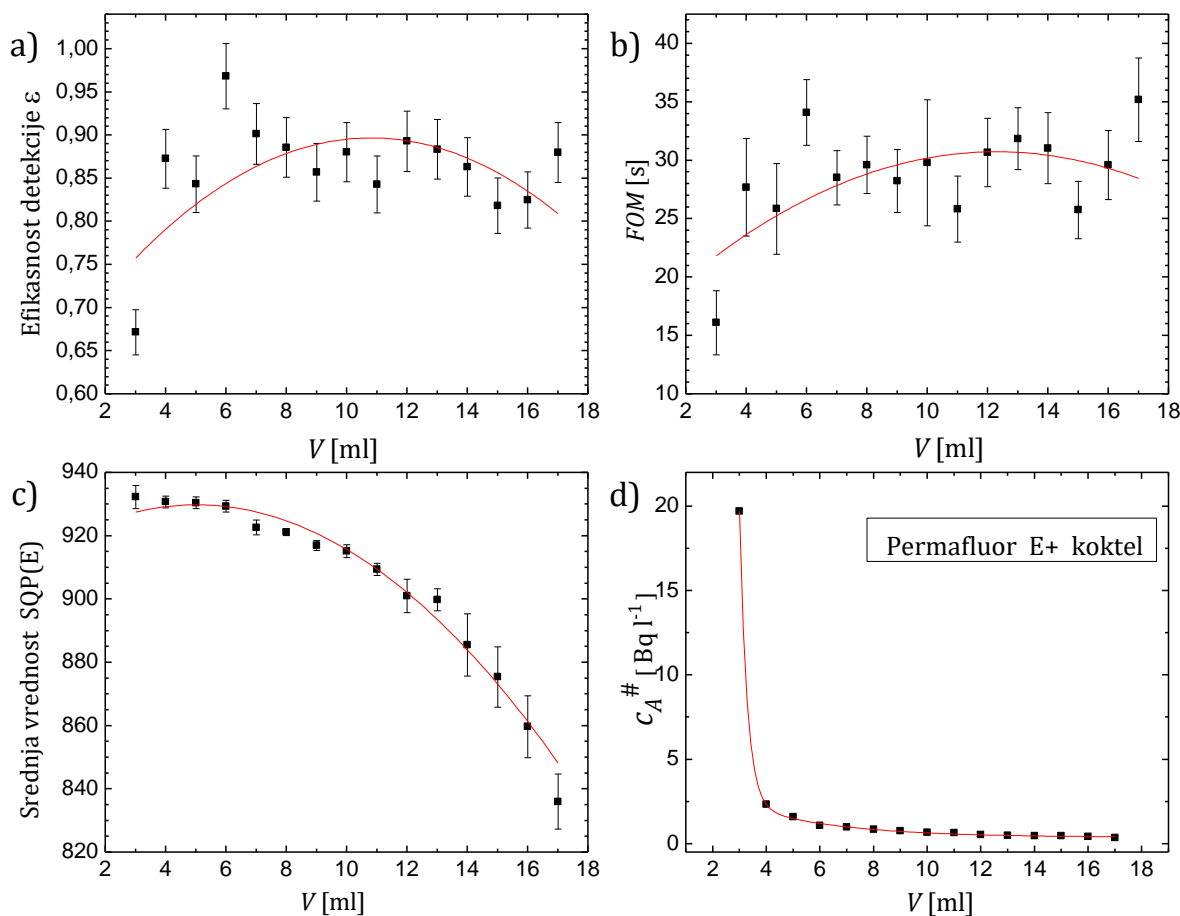 a)
Efikasnost detekcije ε
1,00
0,95
0,90
0,85
0,80
0,75
0,70
0,65
0,60
2 4 6 8 10 12 14 16 18
V [ml]
b)
FOM [s]
40
35
30
25
20
15
10
2 4 6 8 10 12 14 16 18
V [ml]
c)
Srednja vrednost SQP(E)
940
920
900
880
860
840
820
2 4 6 8 10 12 14 16 18
V [ml]
d)
c_A^# [ Bq l^-1]
20
15
10
5
0
2 4 6 8 10 12 14 16 18
V [ml]
Permafluor E+ koktel